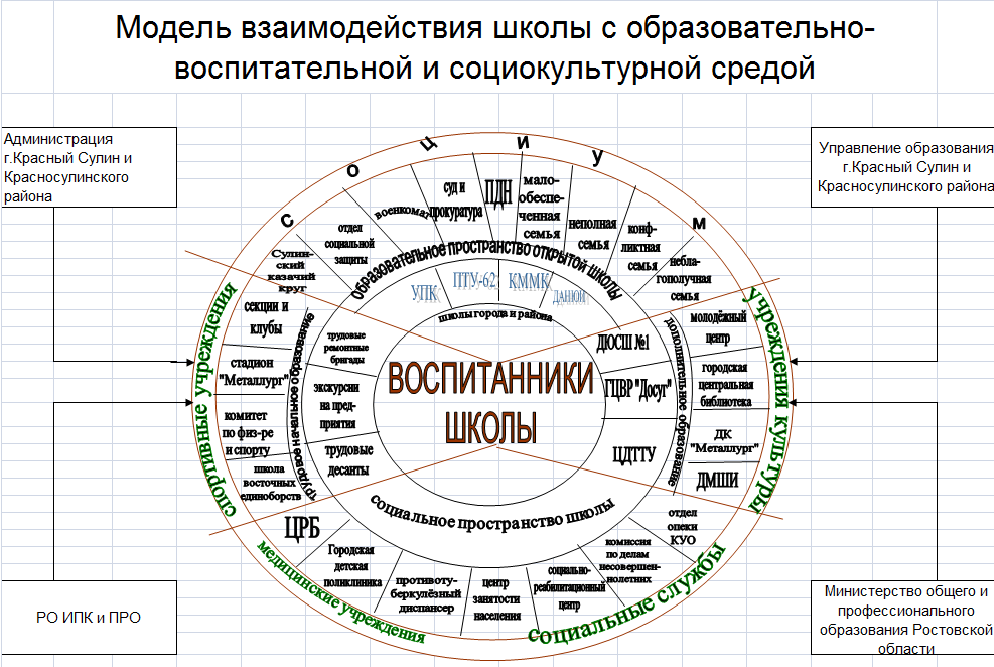 Модель взаимодействия школы с образовательно-
воспитательной и социокультурной средой
Администрация
г.Красный Сулин и
Красносулинского
района
Управление образования
г.Красный Сулин и
Красносулинского района
социум
Сулин-
ский
казачий
круг
отдел
социальной
защиты
военкомат
суд и
прокуратура
ПДН
мало-
обеспе-
ченная
семья
неполная
семья
конф-
ликтная
семья
небла-
гополучная
семья
образовательное пространство открытой школы
УПК
ПТУ-62
КММК
ДАНЮИ
школы города и района
спортивные учреждения
секции и
клубы
стадион
"Металлург"
комитет
по физ-ре
и спорту
школа
восточных
единоборств
трудовое начальное образование
трудовые
ремонтные
бригады
экскурсии
на пред-
приятия
трудовые
десанты
ВОСПИТАННИКИ
ШКОЛЫ
ДЮСШ №1
ГЦВР "Досуг"
ЦДТТУ
дополнительное образование
молодёжный
центр
городская
центральная
библиотека
ДК
"Металлург"
ДМШИ
учреждения культуры
социальное пространство школы
ЦРБ
Городская
детская
поликлиника
противоту-
беркулёзный
диспансер
центр
занятости
населения
социально-
реабилитационный
центр
комиссия
по делам
несовершен-
нолетних
отдел
опеки
КУО
медицинские учреждения
социальные службы
РО ИПК и ПРО
Министерство общего и
профессионального
образования Ростовской
области